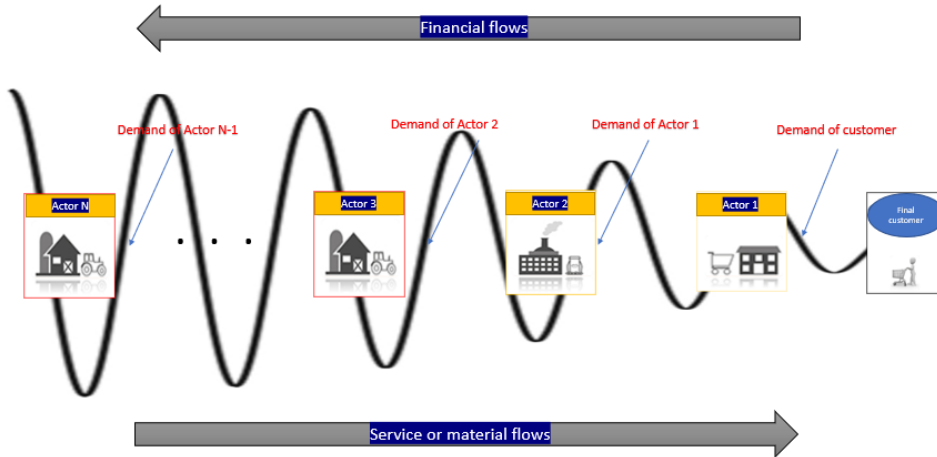 Financial flows
Demand of Actor N-1
Demand of Actor 2
Demand of Actor 1
Demand of customer
Actor N
Actor 3
Actor 2
Actor 1
Final
customer
. . .
Service or material flows